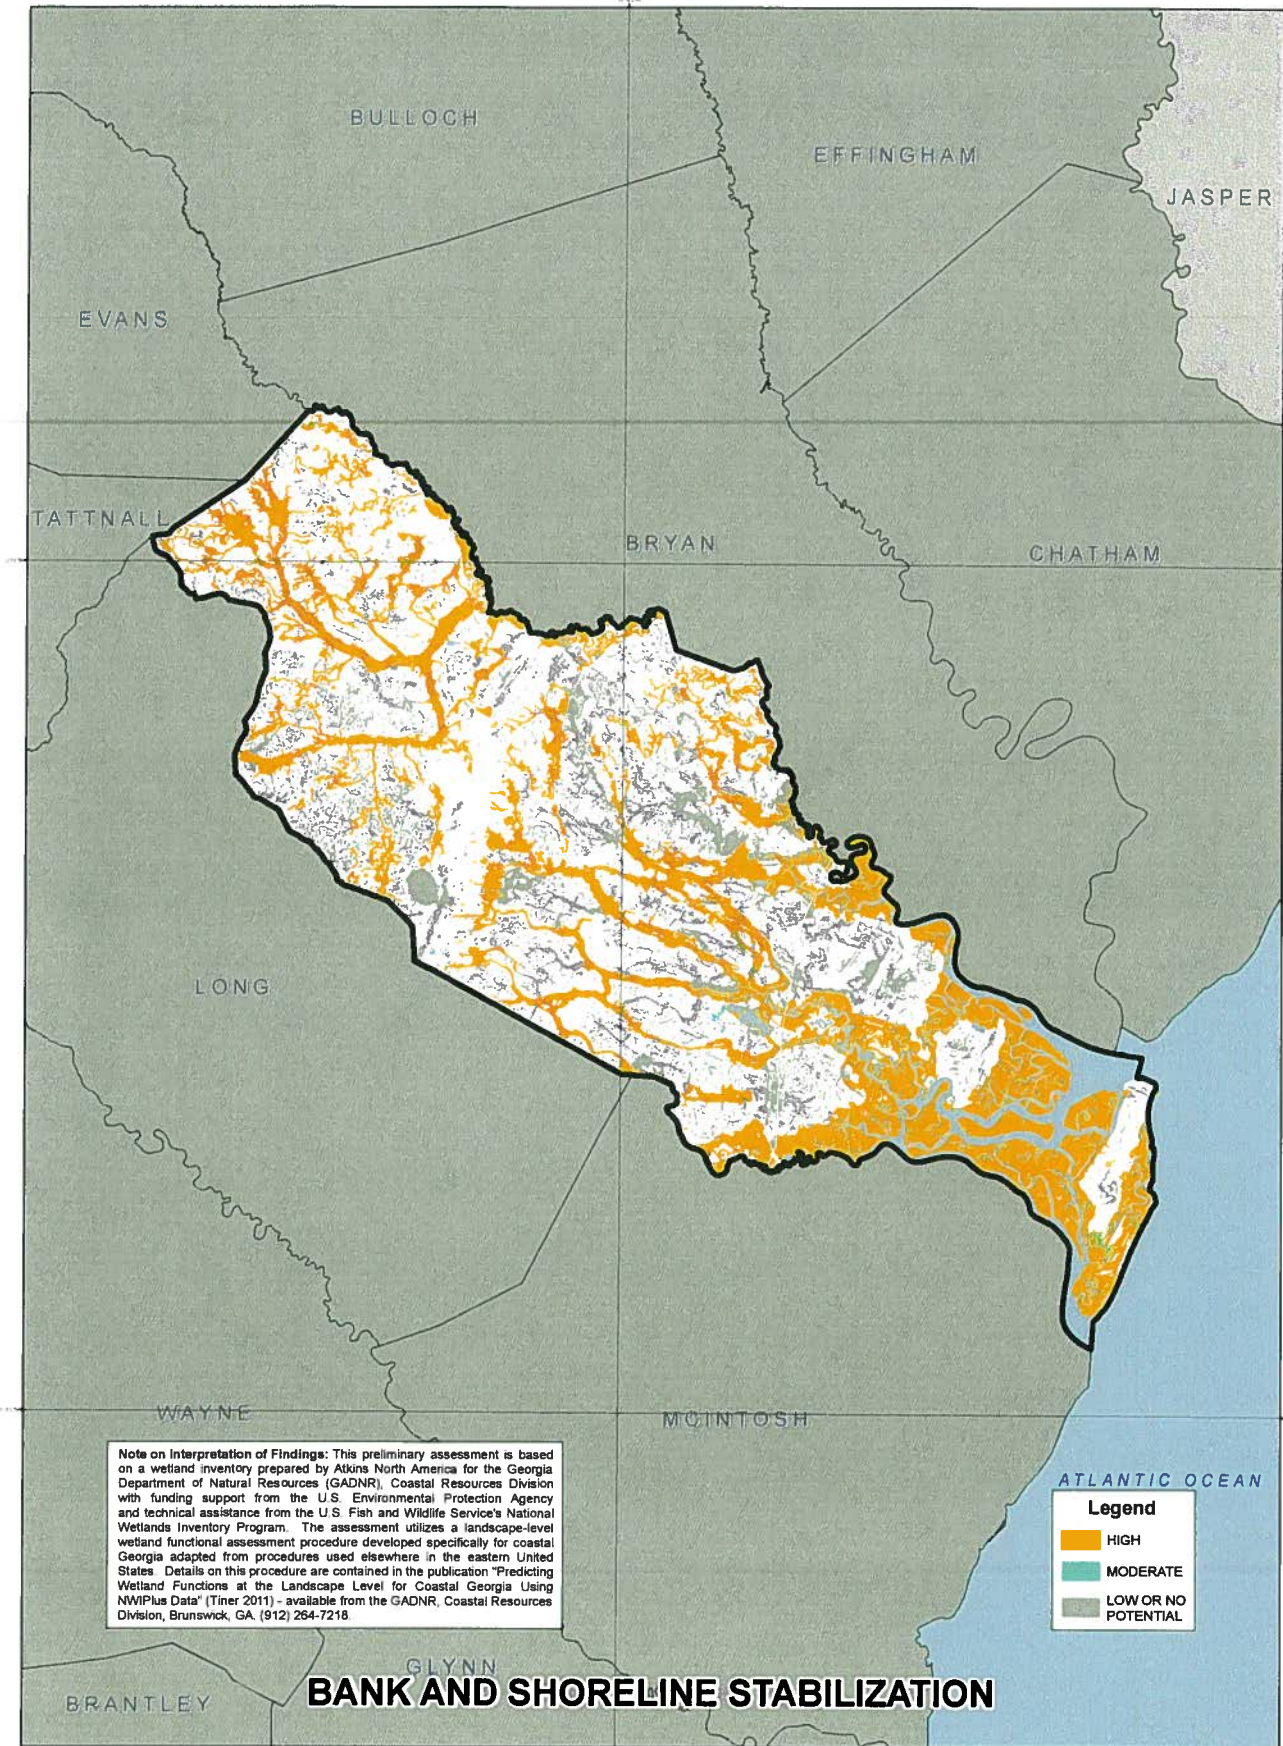 BULLOCH
EFFINGHAM
JASPER
EVANS
TATTNALL
BRYAN
CHATHAM
LONG
WAYNE
MCINTOSH
Note on Interpretation of Findings: This preliminary assessment is based
on a wetland inventory prepared by Atkins North America for the Georgia
Department of Natural Resources (GADNR), Coastal Resources Division
with funding support from the U.S. Environmental Protection Agency
and technical assistance from the U.S. Fish and Wildlife Service's National
Wetlands Inventory Program. The assessment utilizes a landscape-level
wetland functional assessment procedure developed specifically for coastal
Georgia adapted from procedures used elsewhere in the eastern United
States. Details on this procedure are contained in the publication "Predicting
Wetland Functions at the Landscape Level for Coastal Georgia Using
NWIPlus Data" (Tiner 2011) - available from the GADNR, Coastal Resources
Division, Brunswick, GA. (912) 264-7218.
ATLANTIC OCEAN
Legend
HIGH
MODERATE
LOW OR NO
POTENTIAL
GLYNN
BRANTLEY
BANK AND SHORELINE STABILIZATION